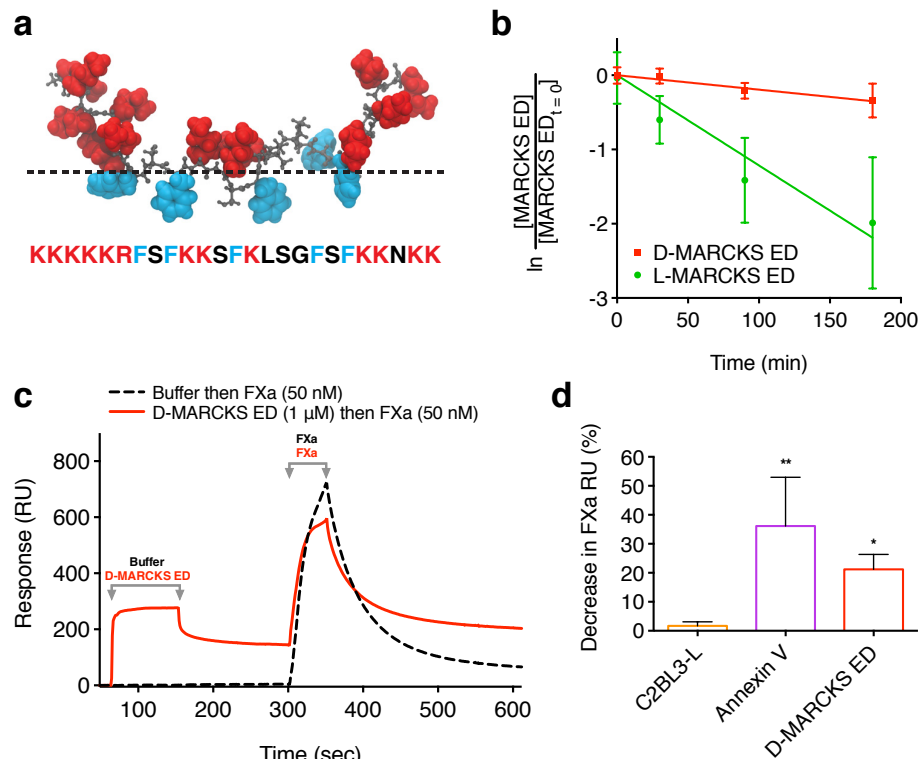 a
KKKKKRFSFKKSFKLSGFSFKKNKK
b
ln [MARCKS ED]
[MARCKS ED t = 0]
0
-1
-2
-3
D-MARCKS ED
L-MARCKS ED
0 50 100 150 200
Time (min)
c
Buffer then FXa (50 nM)
D-MARCKS ED (1 µM) then FXa (50 nM)
Response (RU)
800
600
400
200
0
FXa
FXa
Buffer
D-MARCKS ED
100 200 300 400 500 600
Time (sec)
d
Decrease in FXa RU (%)
60
50
40
30
20
10
0
**
*
C2BL3-L
Annexin V
D-MARCKS ED